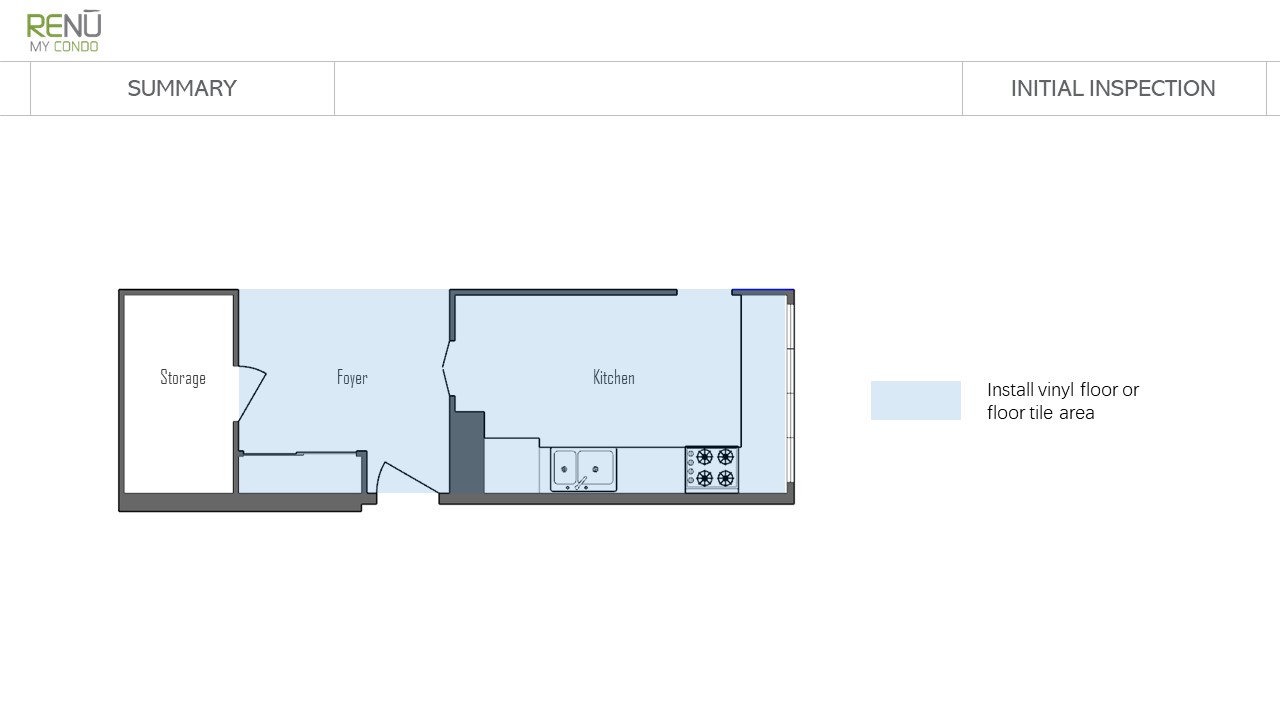 RENŪ
MY CONDO
SUMMARY
INITIAL INSPECTION
Storage
Foyer
Kitchen
Install vinyl floor or
floor tile area